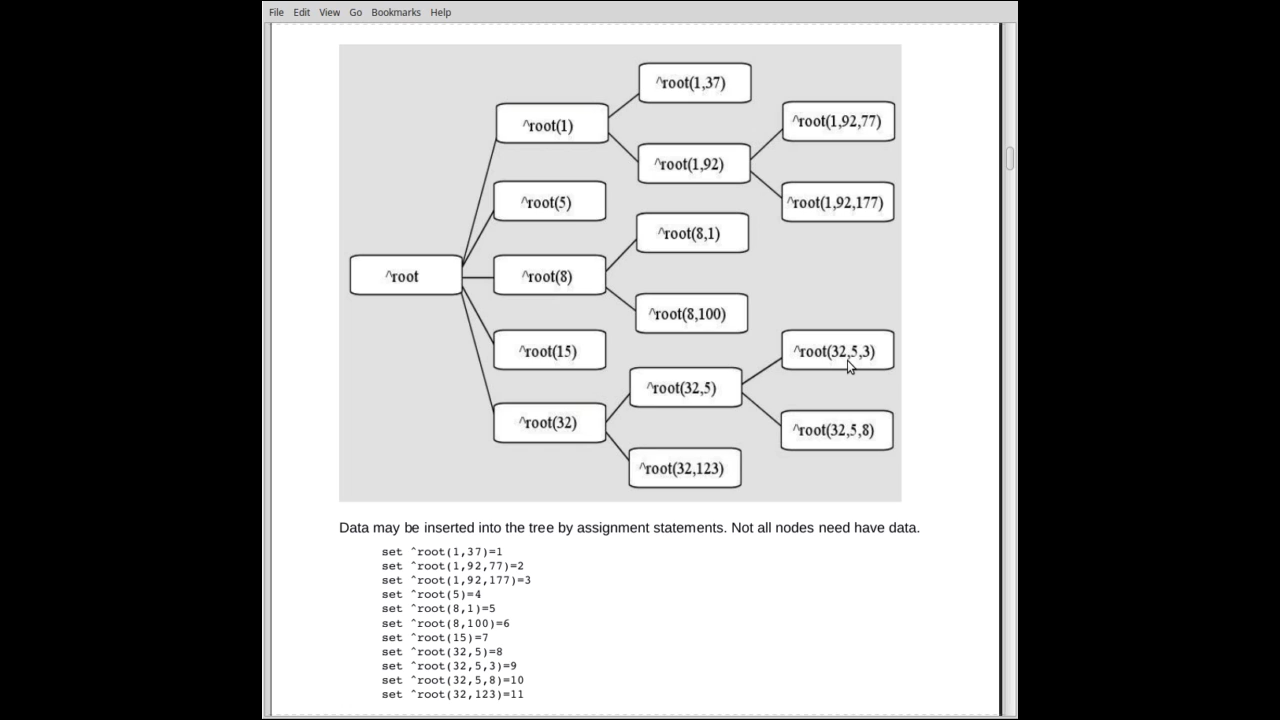 File Edit View Go Bookmarks Help
^root(1,37)
^root(1,92,77)
^root(1)
^root(1,92)
^root(1,92,177)
^root(5)
^root(8,1)
^root
^root(8)
^root(8,100)
^root(15)
^root(32,5,3)
^root(32,5)
^root(32)
^root(32,5,8)
^root(32,123)
Data may be inserted into the tree by assignment statements. Not all nodes need have data.
set ^root(1,37)=1
set ^root(1,92,77)=2
set ^root(1,92,177)=3
set ^root(5)=4
set ^root(8,1)=5
set ^root(8,100)=6
set ^root(15)=7
set ^root(32,5)=8
set ^root(32,5,3)=9
set ^root(32,5,8)=10
set ^root(32,123)=11